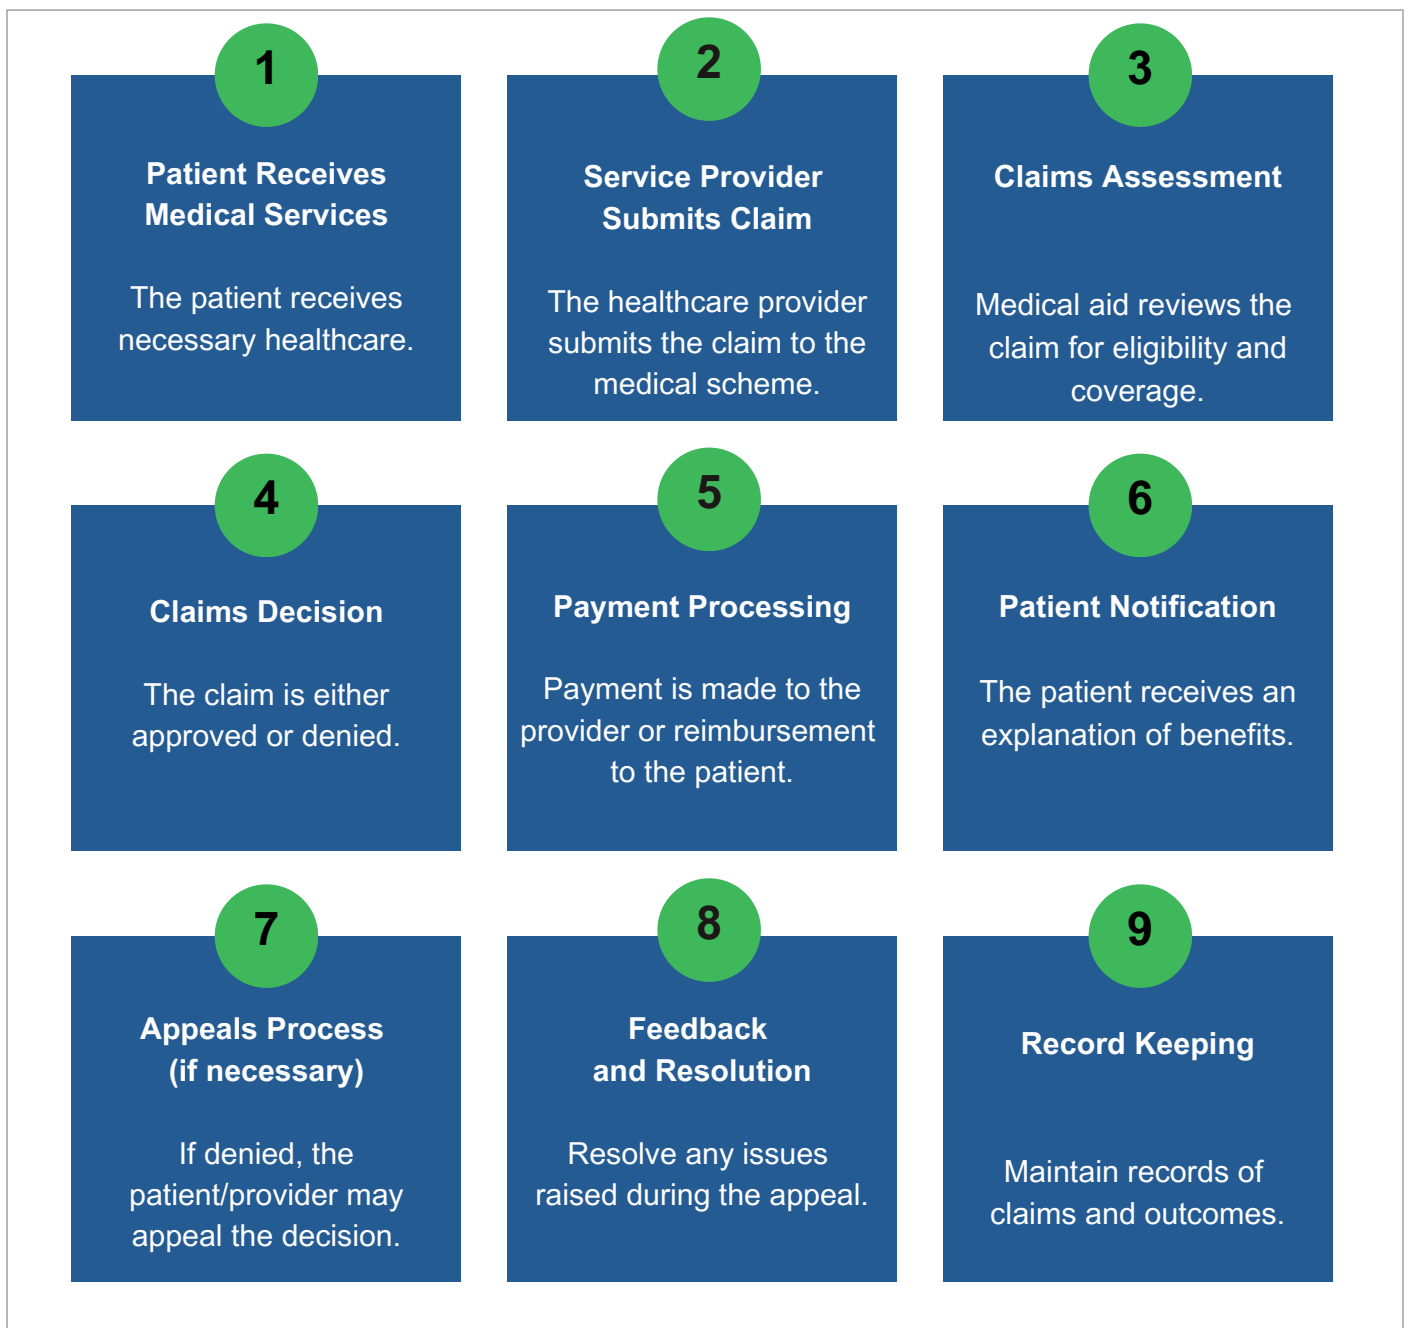 1
Patient Receives
Medical Services
The patient receives
necessary healthcare.
2
Service Provider
Submits Claim
The healthcare provider
submits the claim to the
medical scheme.
3
Claims Assessment
Medical aid reviews the
claim for eligibility and
coverage.
4
Claims Decision
The claim is either
approved or denied.
5
Payment Processing
Payment is made to the
provider or reimbursement
to the patient.
6
Patient Notification
The patient receives an
explanation of benefits.
7
Appeals Process
(if necessary)
If denied, the
patient/provider may
appeal the decision.
8
Feedback
and Resolution
Resolve any issues
raised during the appeal.
9
Record Keeping
Maintain records of
claims and outcomes.